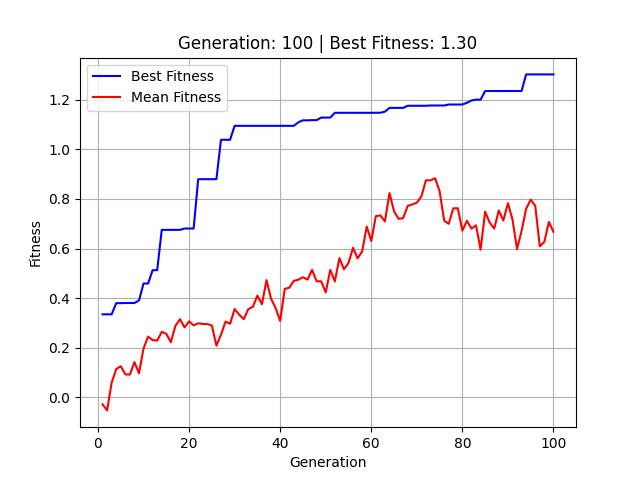 Generation: 100 | Best Fitness: 1.30
Best Fitness
Mean Fitness
1.2
1.0
0.8
0.6
0.4
0.2
0.0
Fitness
0 20 40 60 80 100
Generation